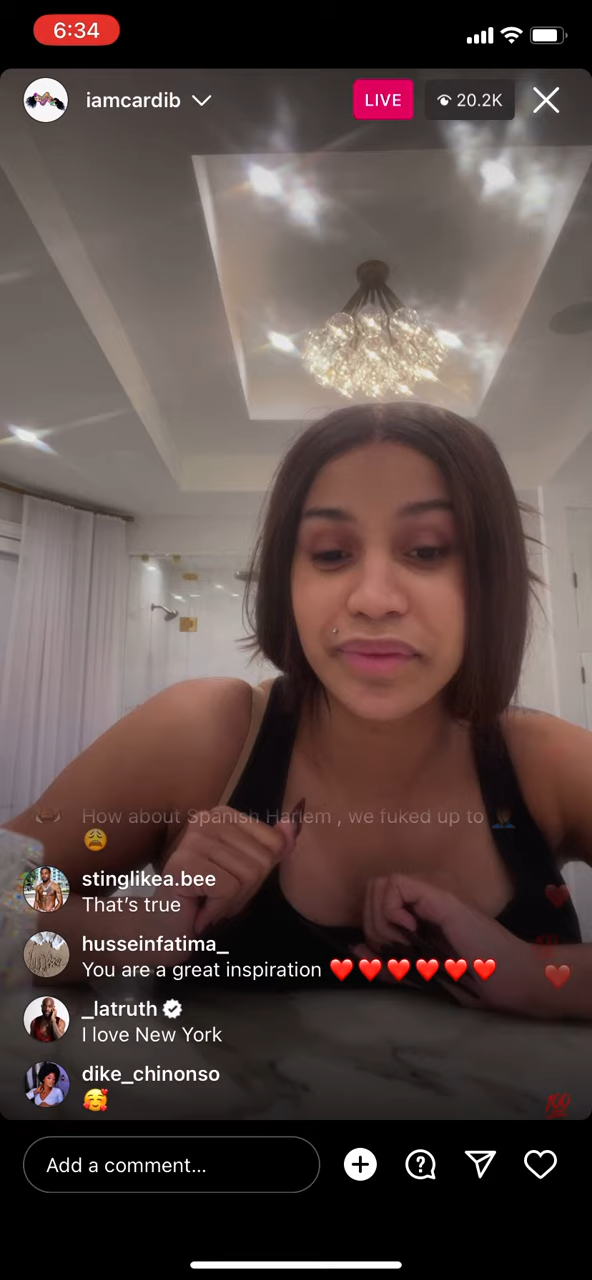 6:34
iamcardib
LIVE
20.2K
How about Spanish Harlem , we fuked up to
😩
stinglikea.bee
That's true
husseinfatima_
You are a great inspiration ❤️❤️❤️❤️❤️❤️
_latruth
I love New York
dike_chinonso
🥰
💯
Add a comment...